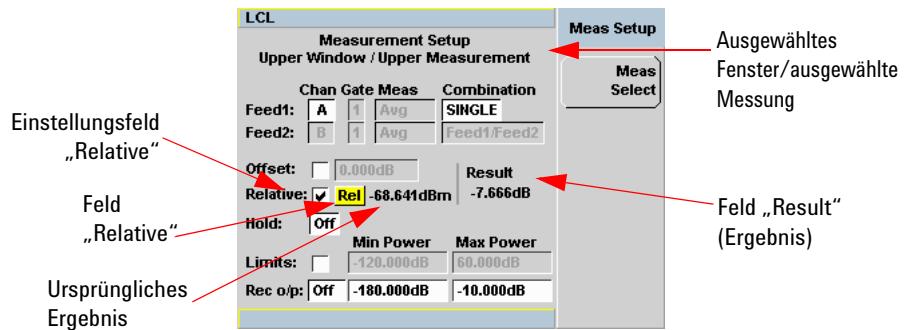 LCL
Meas Setup
Measurement Setup
Upper Window / Upper Measurement
Ausgewähltes
Fenster/ausgewählte
Messung
Meas
Select
Chan Gate Meas Combination
Feed1: A 1 Avg SINGLE
Feed2: B 1 Avg Feed1/Feed2
Einstellungsfeld
„Relative“
Offset: 0.000dB
Result
Relative: Rel -68.641dBm -7.666dB
Feld
„Relative“
Feld „Result“
(Ergebnis)
Hold: Off
Min Power Max Power
Limits: -120.000dB 60.000dB
Rec o/p: Off -180.000dB -10.000dB
Ursprüngliches
Ergebnis